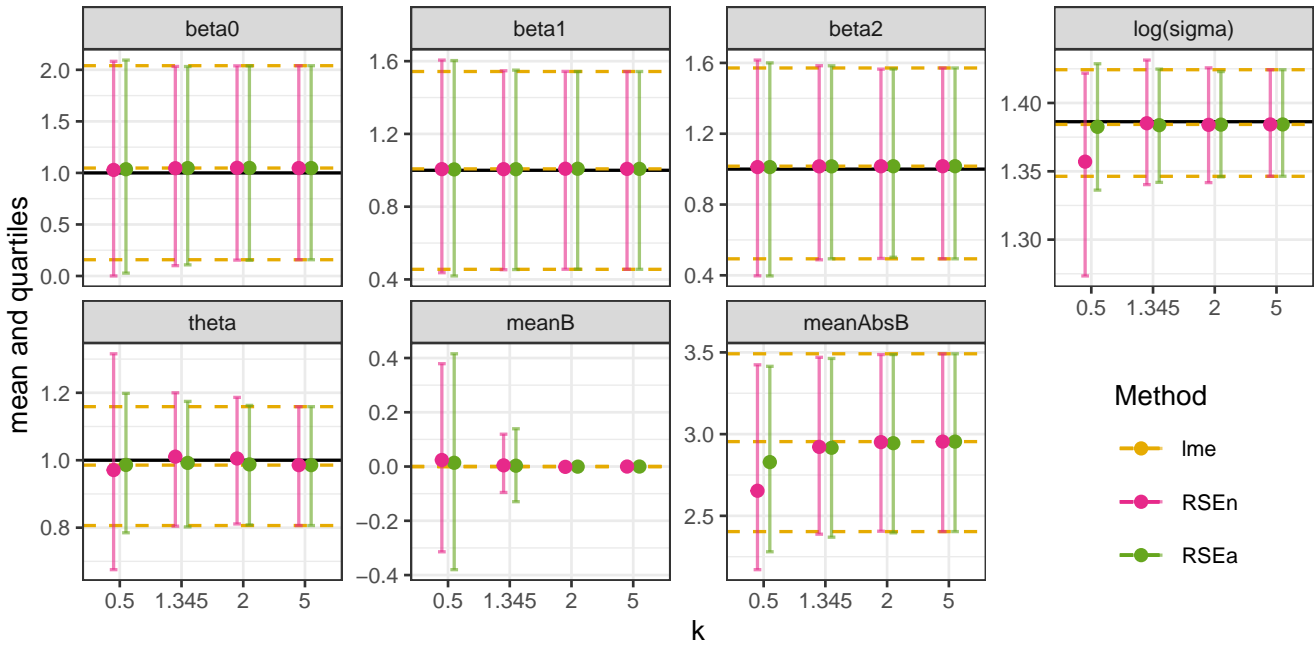 beta0
beta1
beta2
log(sigma)
2.0
1.5
1.0
0.5
0.0
1.6
1.2
0.8
0.4
1.6
1.2
0.8
0.4
1.40
1.35
1.30
0.5 1.345 2 5
theta
meanB
meanAbsB
1.2
1.0
0.8
0.4
0.2
0.0
−0.2
−0.4
3.5
3.0
2.5
0.5 1.345 2 5
0.5 1.345 2 5
0.5 1.345 2 5
k
mean and quartiles
Method
lme
RSEn
RSEa